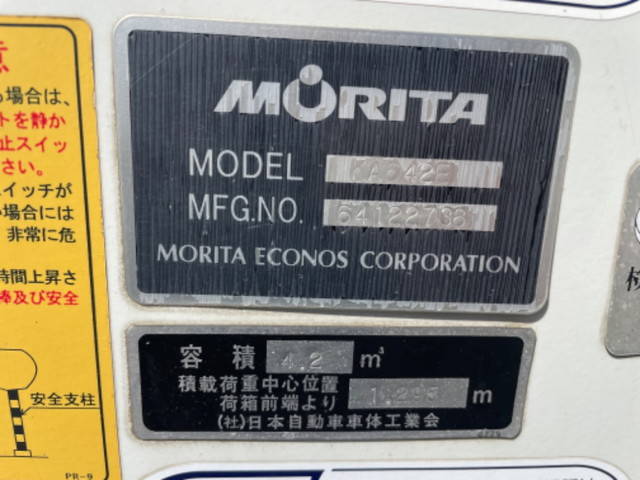 MORITA
MODEL
MFG.NO. 64122736
MORITA ECONOS CORPORATION
容積 4.2 m³
積載荷重中心位置
荷箱前端より m
(社)日本自動車車体工業会
場合は、
トを静か
止スイッ
さい。
イッチが
場合には
非常に危
時間上昇さ
棒及び安全
安全支柱
PR-9